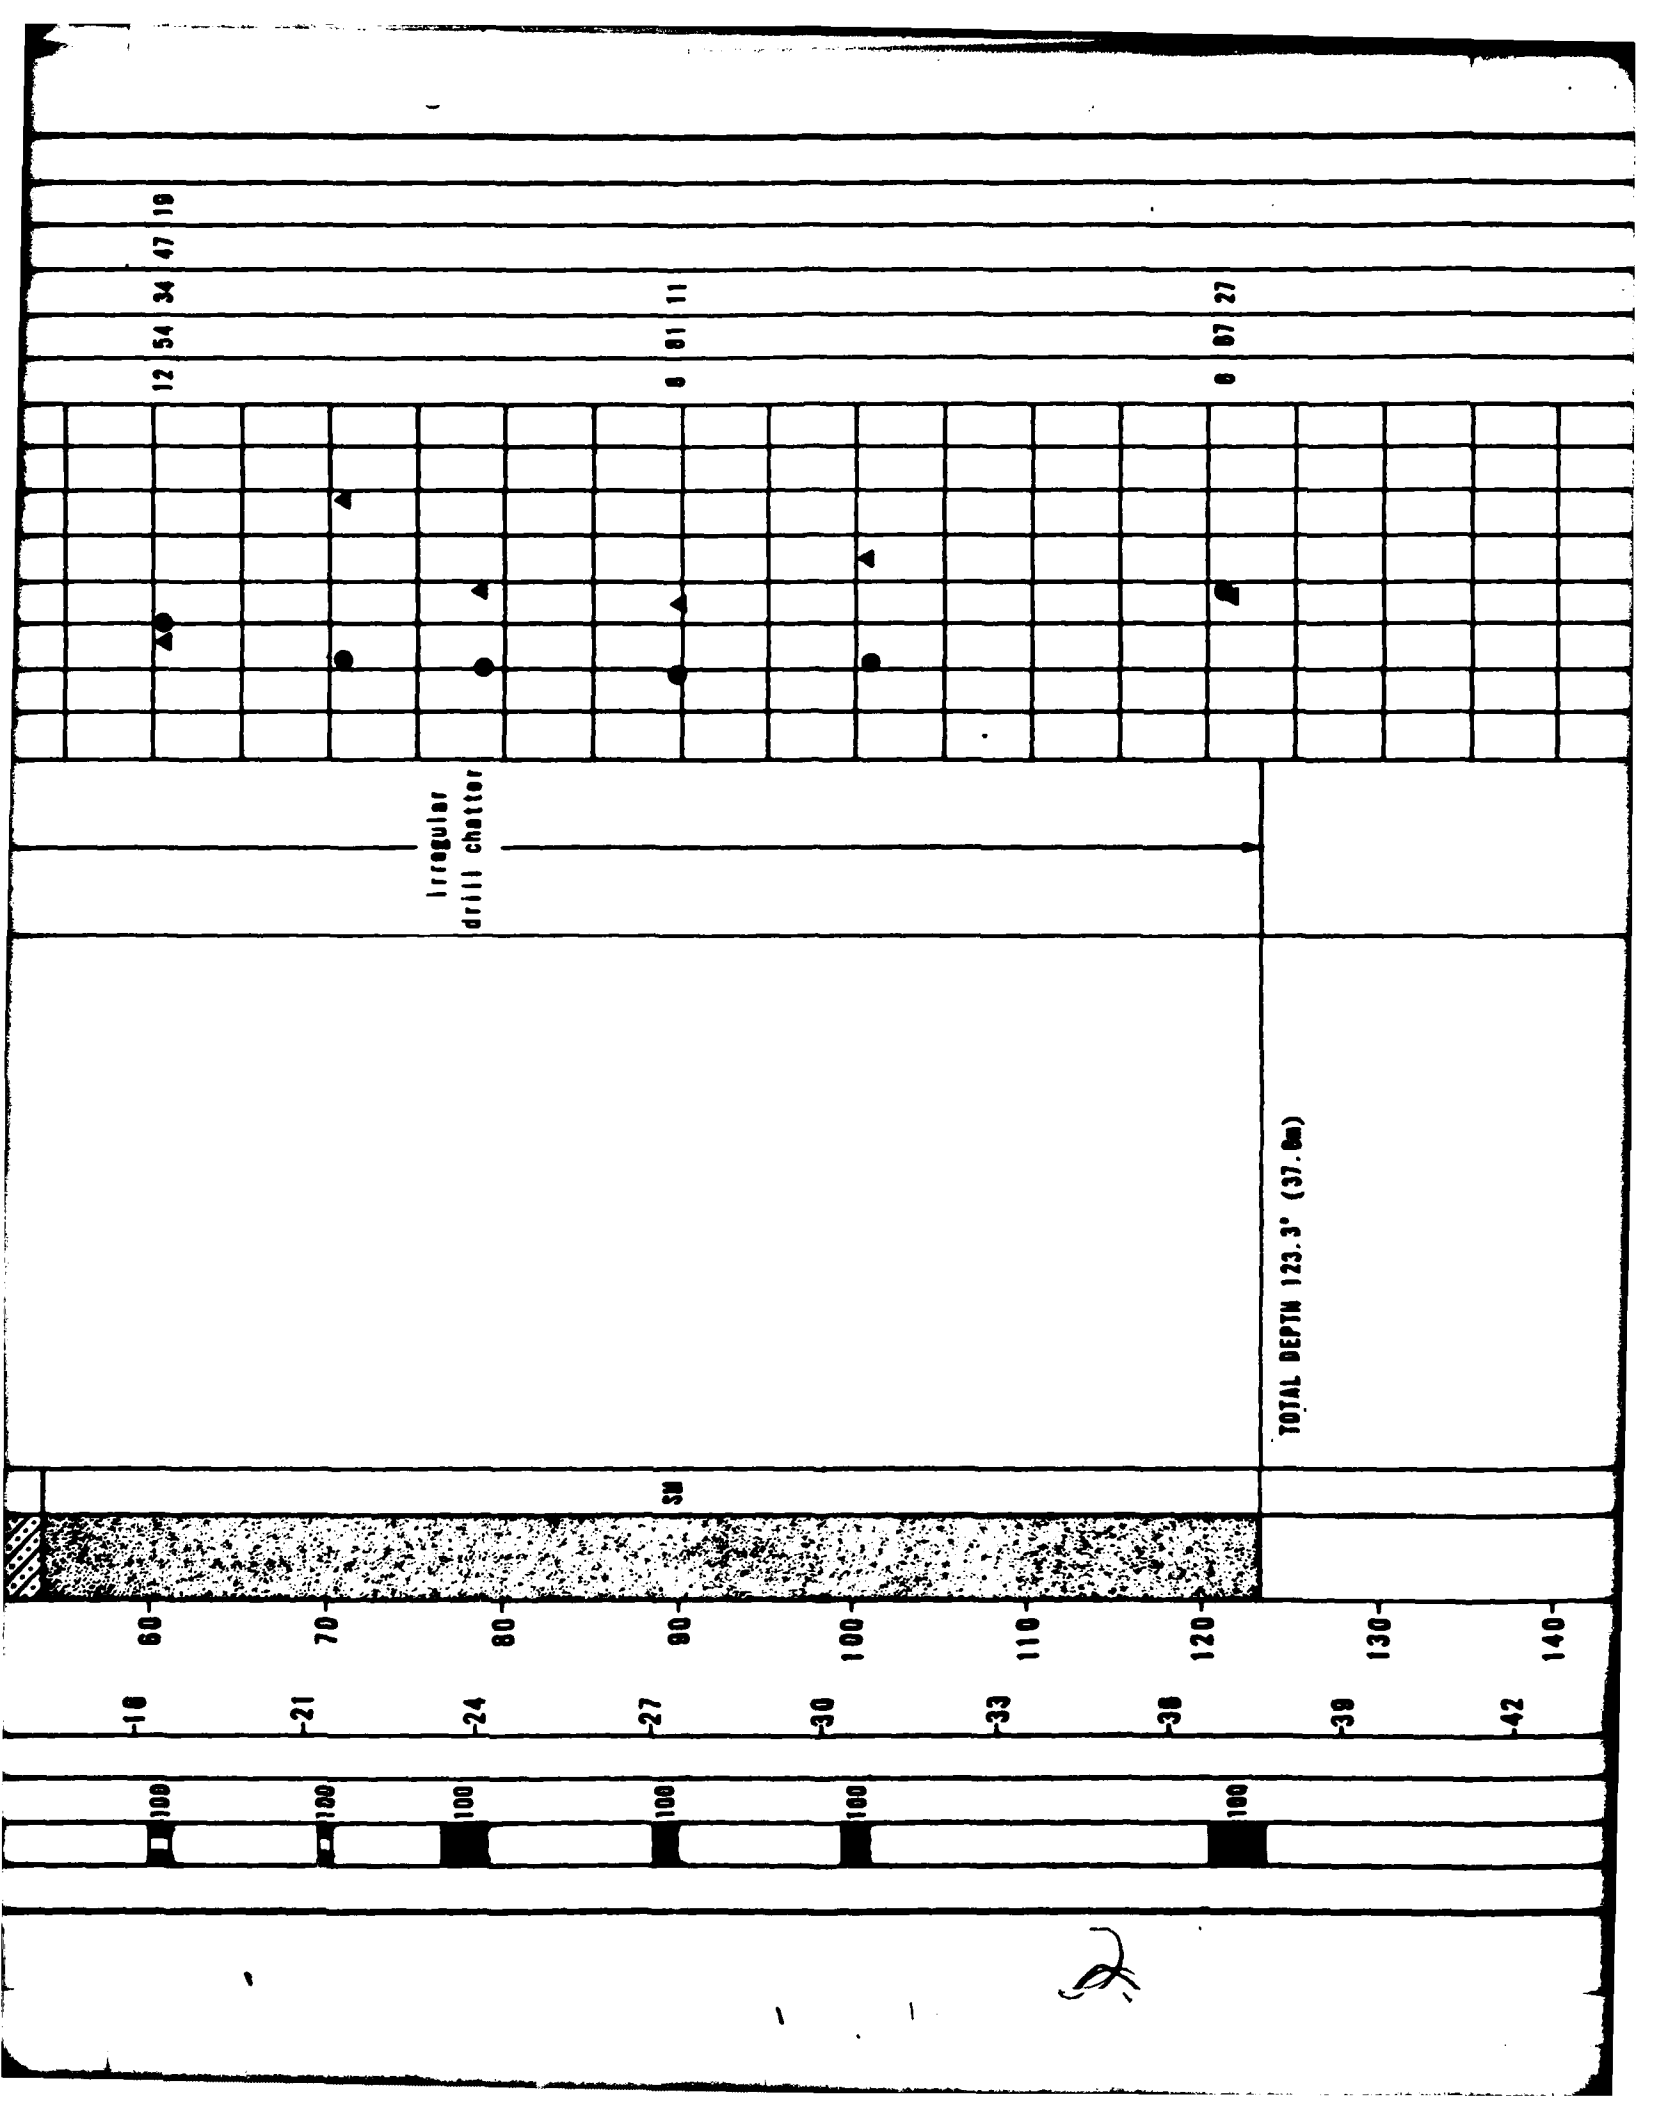 100 -18 60 12 54 34 47 19
100 -21 70
Irregular
drill chatter
100 -24 80
100 -27 90 SM 8 81 11
100 -30 100
-33 110
100 -36 120 6 67 27
TOTAL DEPTH 123.3' (37.6m)
-39 130
-42 140